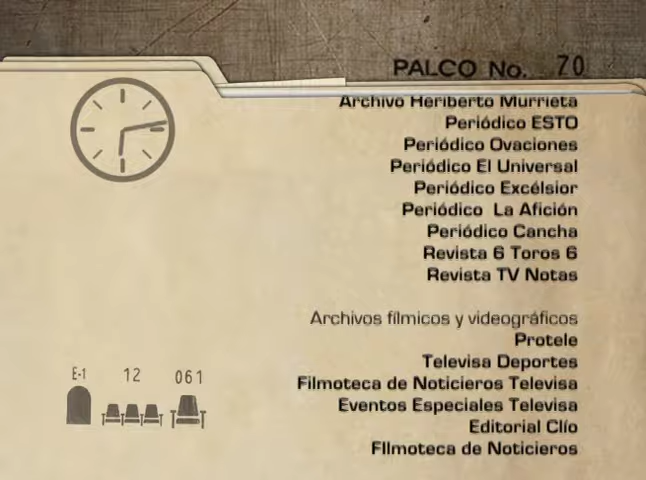 PALCO No. 70
Archivo Heriberto Murrieta
Periódico ESTO
Periódico Ovaciones
Periódico El Universal
Periódico Excélsior
Periódico La Afición
Periódico Cancha
Revista 6 Toros 6
Revista TV Notas
Archivos fílmicos y videográficos
Protele
Televisa Deportes
Filmoteca de Noticieros Televisa
Eventos Especiales Televisa
Editorial Clío
FIlmoteca de Noticieros
E-1 12 061